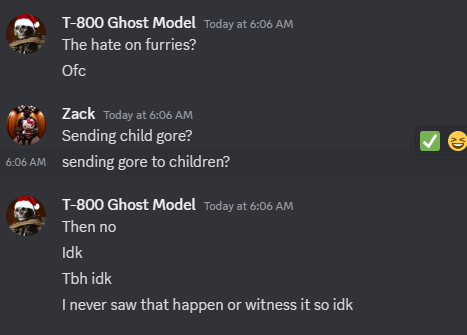 T-800 Ghost Model Today at 6:06 AM
The hate on furries?
Ofc
Zack Today at 6:06 AM
Sending child gore?
6:06 AM sending gore to children?
T-800 Ghost Model Today at 6:06 AM
Then no
Idk
Tbh idk
I never saw that happen or witness it so idk